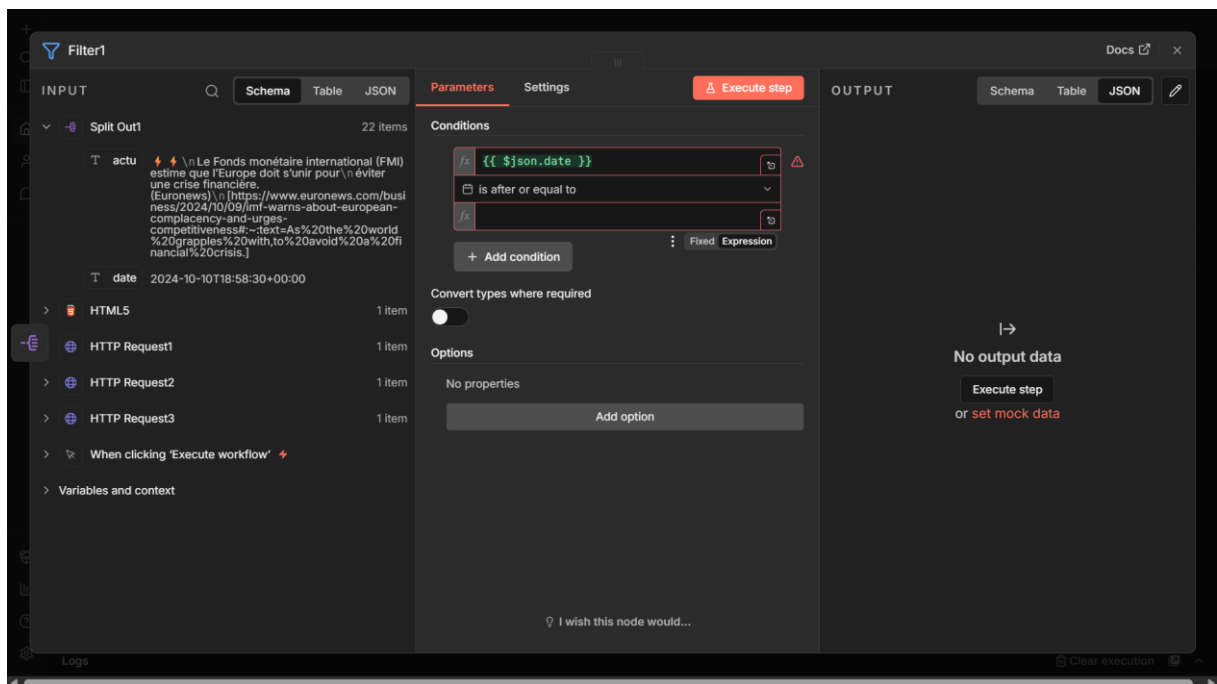 Filter1
Docs
INPUT
Schema
Table
JSON
Split Out1
22 items
T actu
⚡ ⚡ \n Le Fonds monétaire international (FMI)
estime que l'Europe doit s'unir pour \n éviter
une crise financière.
(Euronews) \n [https://www.euronews.com/busi
ness/2024/10/09/imf-warns-about-european-
complacency-and-urges-
competitiveness#:~:text=As%20the%20world
%20grapples%20with,to%20avoid%20a%20fi
nancial%20crisis.]
T date
2024-10-10T18:58:30+00:00
HTML5
1 item
HTTP Request1
1 item
HTTP Request2
1 item
HTTP Request3
1 item
When clicking ‘Execute workflow’
Variables and context
Parameters
Settings
Execute step
Conditions
fx {{ $json.date }}
is after or equal to
fx
Fixed Expression
+ Add condition
Convert types where required
Options
No properties
Add option
I wish this node would...
OUTPUT
Schema
Table
JSON
No output data
Execute step
or set mock data
Logs
Clear execution